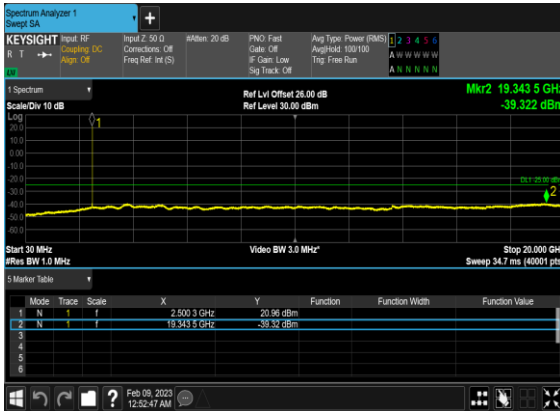 Spectrum Analyzer 1
Swept SA
+
KEYSIGHT Input: RF Input Z: 50 Ω #Atten: 20 dB PNO: Fast Avg Type: Power (RMS) 1 2 3 4 5 6
R T Coupling: DC Corrections: Off Gate: Off Avg|Hold: 100/100 A W W W W W
Align: Off Freq Ref: Int (S) IF Gain: Low Trig: Free Run
Sig Track: Off A N N N N N
1 Spectrum Ref Lvl Offset 26.00 dB Mkr2 19.343 5 GHz
Scale/Div 10 dB Ref Level 30.00 dBm -39.322 dBm
Log
1
20.0
10.0
0.00
-10.0
-20.0
DL1 -25.00 dBm
-30.0
2
-40.0
-50.0
-60.0
Start 30 MHz Video BW 3.0 MHz* Stop 20.000 GHz
#Res BW 1.0 MHz Sweep 34.7 ms (40001 pts)
5 Marker Table
Mode Trace Scale X Y Function Function Width Function Value
1 N 1 f 2.500 3 GHz 20.96 dBm
2 N 1 f 19.343 5 GHz -39.32 dBm
3
4
5
6
? Feb 09, 2023
12:52:47 AM